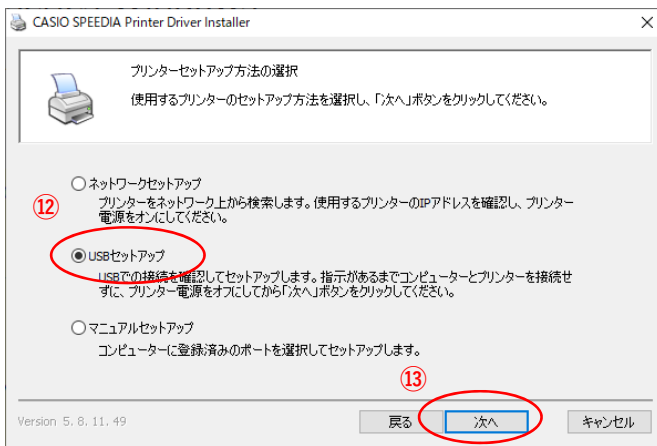 CASIO SPEEDIA Printer Driver Installer
プリンターセットアップ方法の選択
使用するプリンターのセットアップ方法を選択し、「次へ」ボタンをクリックしてください。
ネットワークセットアップ
プリンターをネットワーク上から検索します。使用するプリンターのIPアドレスを確認し、プリンター
電源をオンにしてください。
⑫
USBセットアップ
USBでの接続を確認してセットアップします。指示があるまでコンピューターとプリンターを接続せ
ずに、プリンター電源をオフにしてから「次へ」ボタンをクリックしてください。
マニュアルセットアップ
コンピューターに登録済みのポートを選択してセットアップします。
⑬
Version 5.8.11.49
戻る
次へ
キャンセル